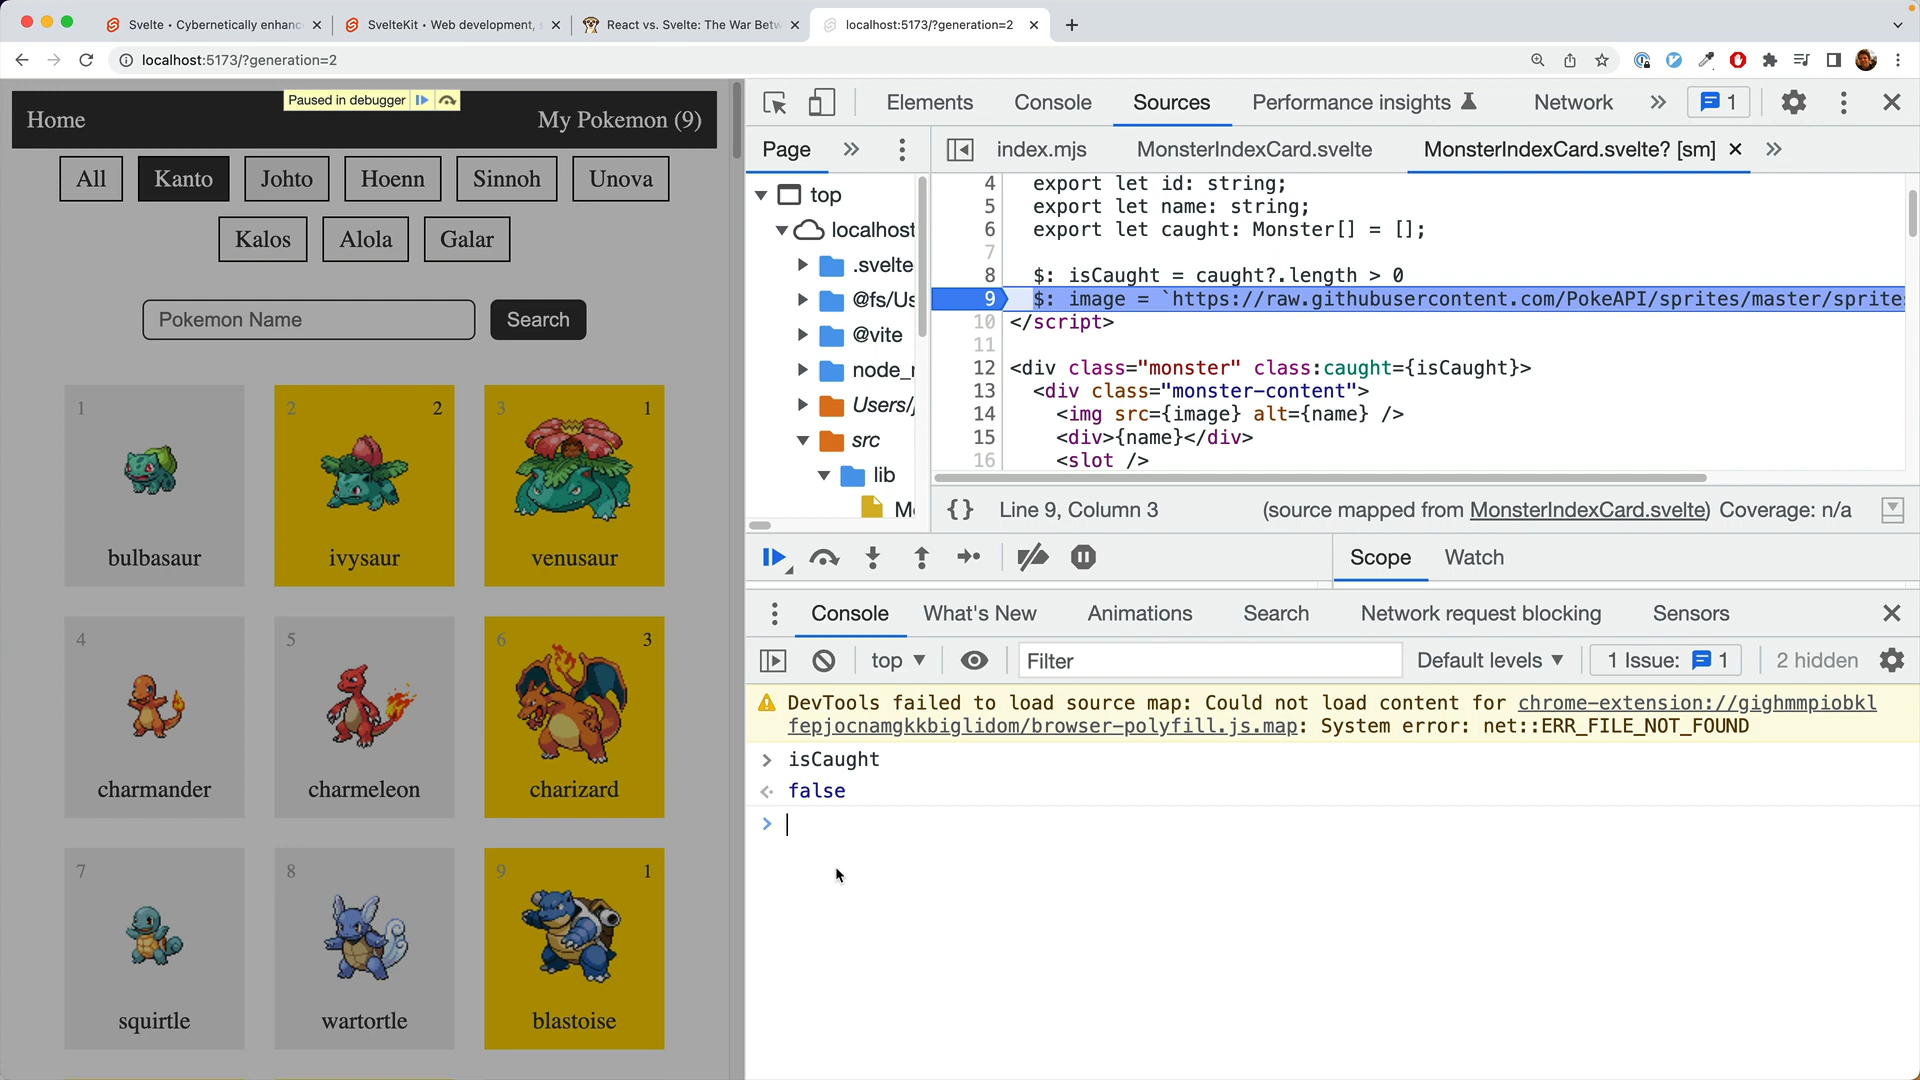 Svelte • Cybernetically enhanc
SvelteKit • Web development, s
React vs. Svelte: The War Betw
localhost:5173/?generation=2
localhost:5173/?generation=2
Paused in debugger
Home
My Pokemon (9)
All
Kanto
Johto
Hoenn
Sinnoh
Unova
Kalos
Alola
Galar
Pokemon Name
Search
1
bulbasaur
2
2
ivysaur
3
1
venusaur
4
charmander
5
charmeleon
6
3
charizard
7
squirtle
8
wartortle
9
1
blastoise
Elements
Console
Sources
Performance insights
Network
1
Page
index.mjs
MonsterIndexCard.svelte
MonsterIndexCard.svelte? [sm]
top
localhost
.svelte
@fs/Us
@vite
node_r
Users/j
src
lib
Mo
4 export let id: string;
5 export let name: string;
6 export let caught: Monster[] = [];
7
8 $: isCaught = caught?.length > 0
9 $: image = `https://raw.githubusercontent.com/PokeAPI/sprites/master/sprites
10 </script>
11
12 <div class="monster" class:caught={isCaught}>
13 <div class="monster-content">
14 <img src={image} alt={name} />
15 <div>{name}</div>
16 <slot />
{} Line 9, Column 3
(source mapped from MonsterIndexCard.svelte) Coverage: n/a
Scope
Watch
Console
What's New
Animations
Search
Network request blocking
Sensors
top
Filter
Default levels
1 Issue: 1
2 hidden
DevTools failed to load source map: Could not load content for chrome-extension://gighmmpiobkl
fepjocnamgkkbiglidom/browser-polyfill.js.map: System error: net::ERR_FILE_NOT_FOUND
> isCaught
false
>